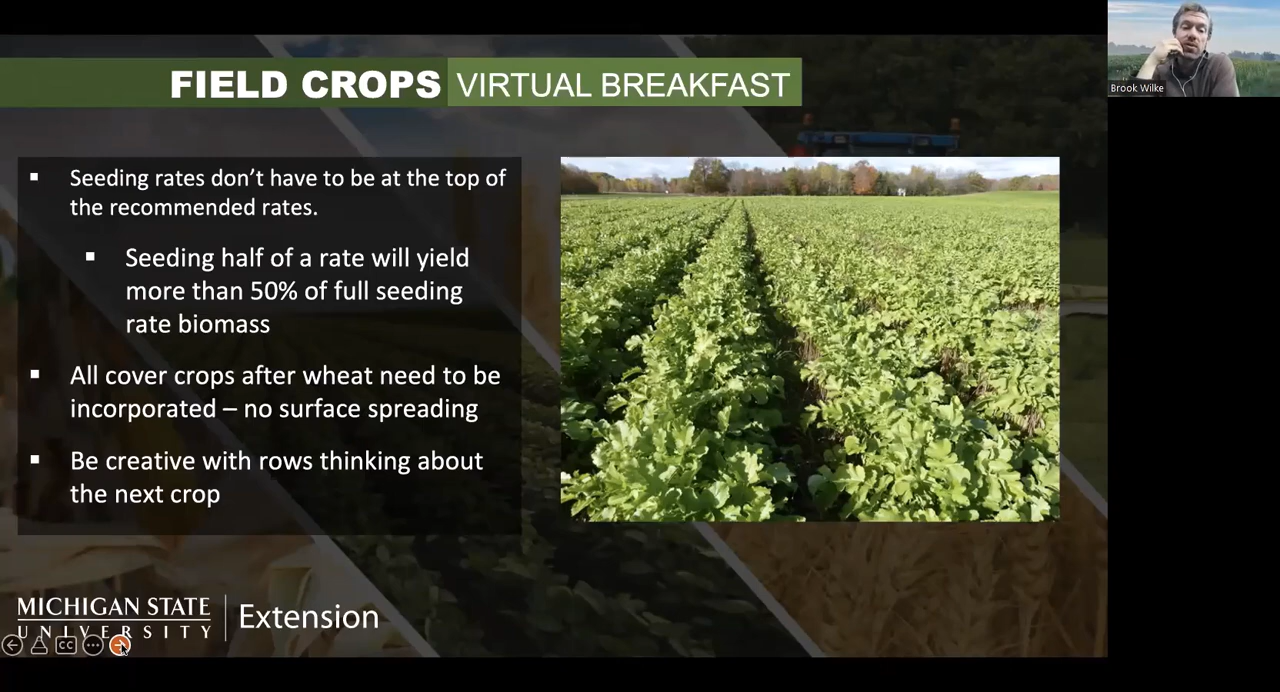 FIELD CROPS VIRTUAL BREAKFAST
Brook Wilke
▪ Seeding rates don’t have to be at the top of
the recommended rates.
▪ Seeding half of a rate will yield
more than 50% of full seeding
rate biomass
▪ All cover crops after wheat need to be
incorporated – no surface spreading
▪ Be creative with rows thinking about
the next crop
MICHIGAN STATE
UNIVERSITY
Extension
CC